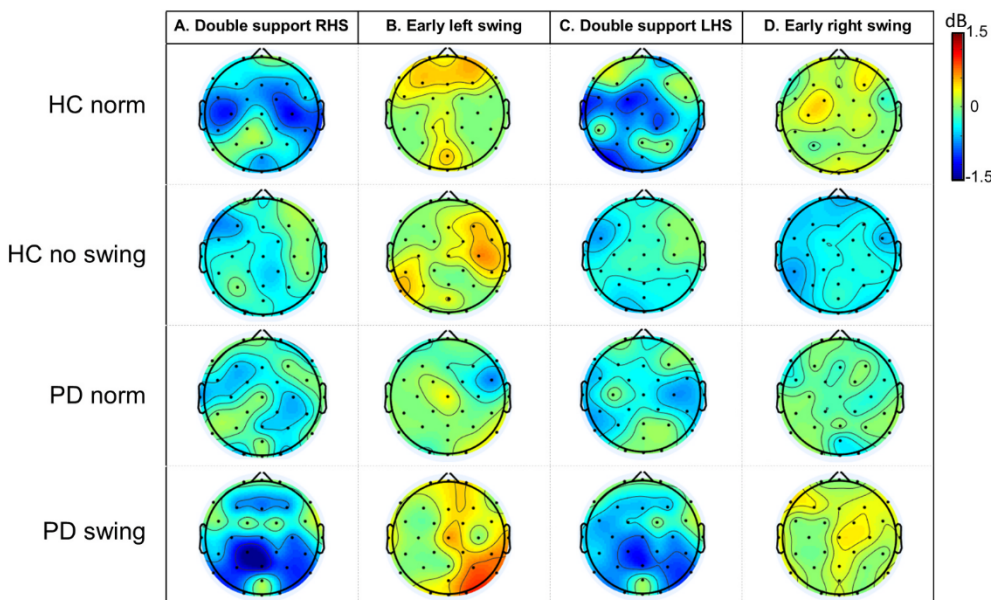 A. Double support RHS B. Early left swing C. Double support LHS D. Early right swing
dB
1.5
0
-1.5
HC norm
HC no swing
PD norm
PD swing